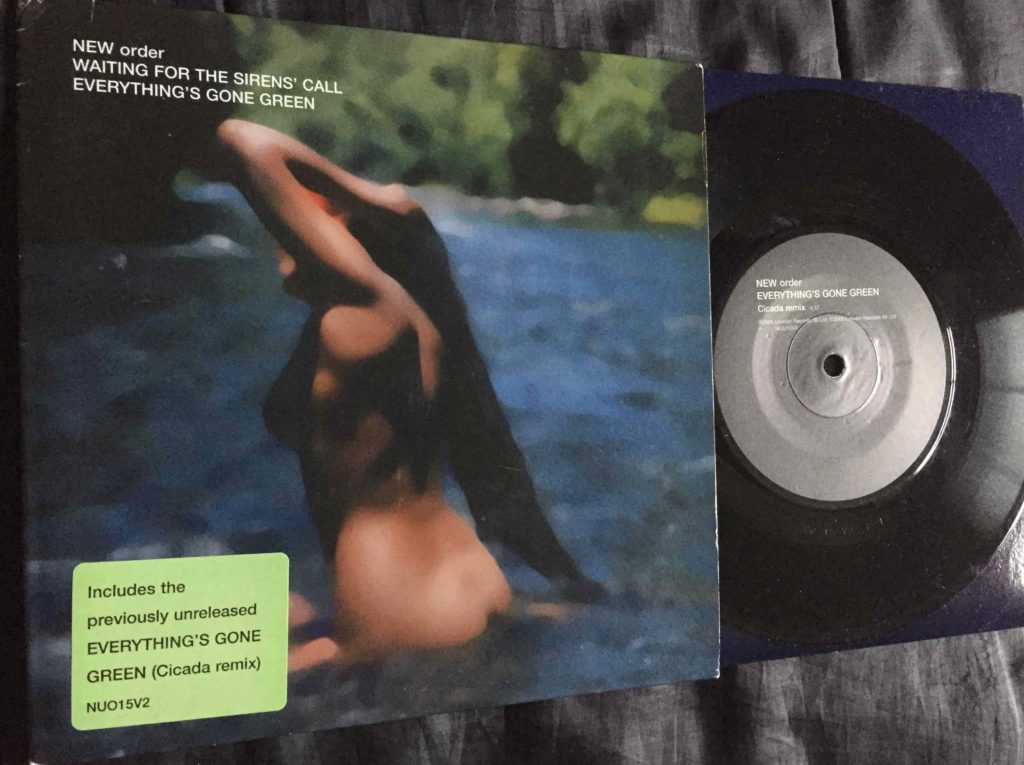 NEW order
WAITING FOR THE SIRENS' CALL
EVERYTHING'S GONE GREEN
Includes the
previously unreleased
EVERYTHING'S GONE
GREEN (Cicada remix)
NUO15V2
NEW order
EVERYTHING'S GONE GREEN
Cicada remix
NUO15V2